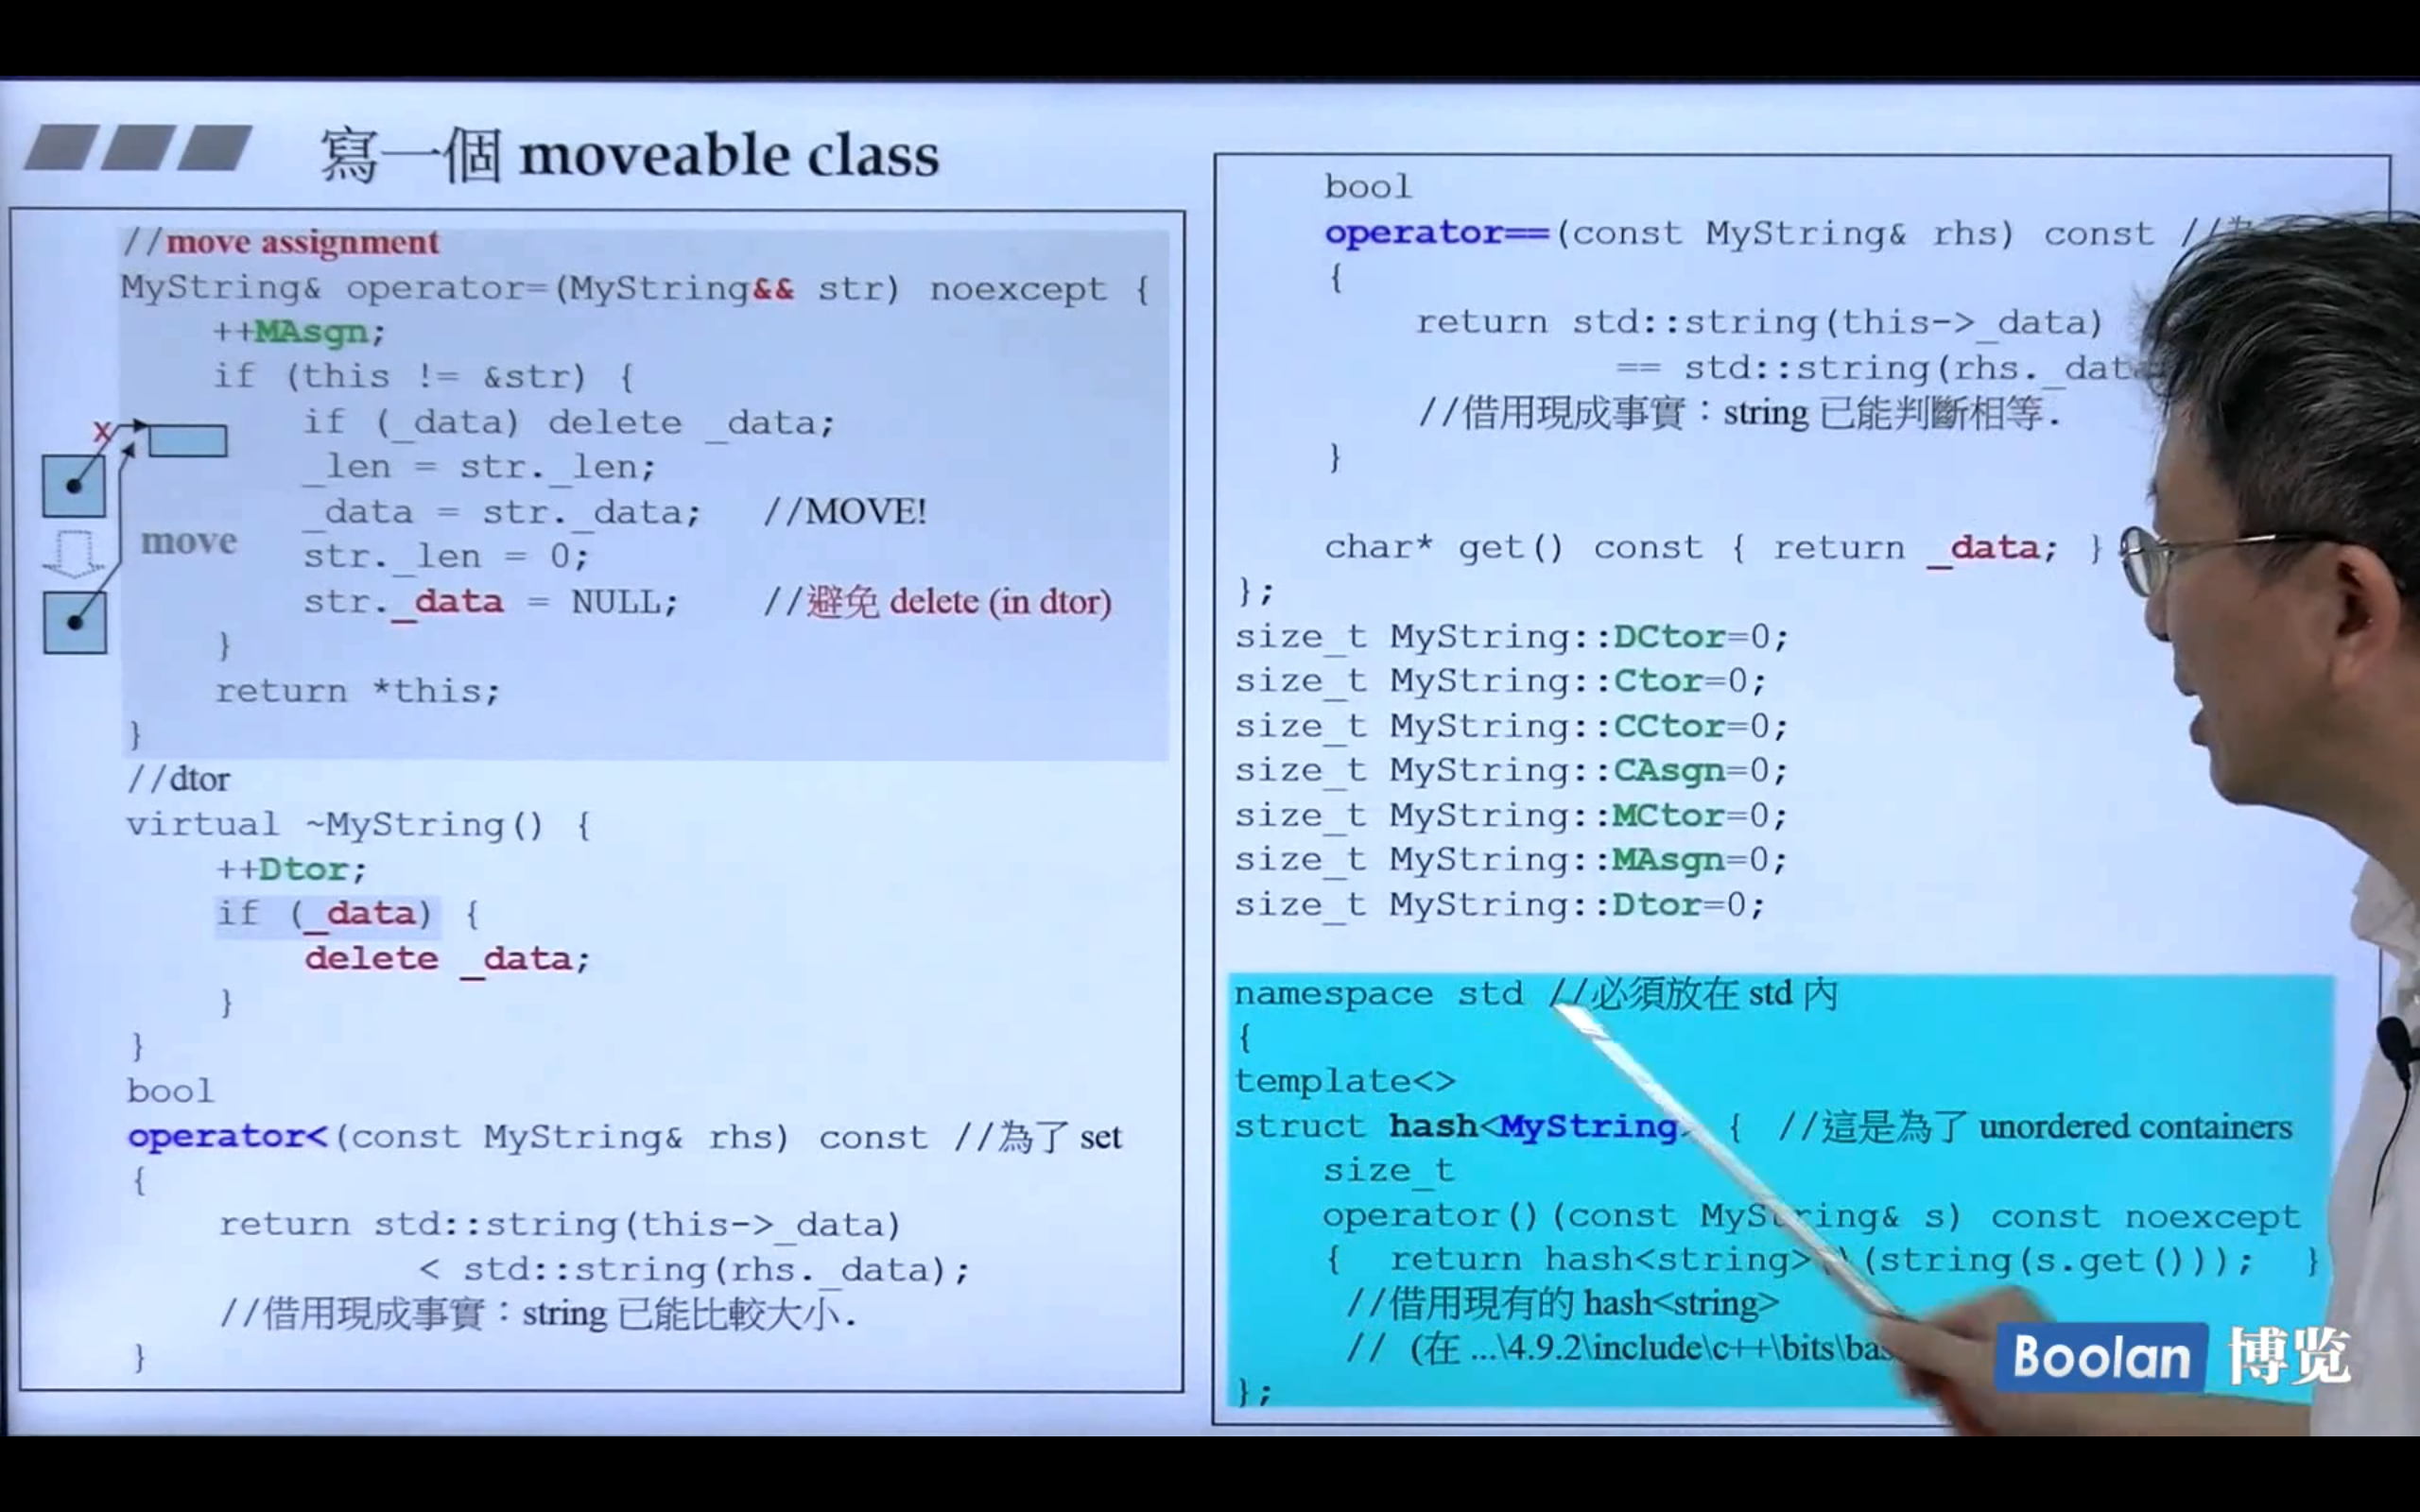 寫一個 moveable class
//move assignment
MyString& operator=(MyString&& str) noexcept {
++MAsgn;
if (this != &str) {
if (_data) delete _data;
_len = str._len;
_data = str._data; //MOVE!
str._len = 0;
str._data = NULL; //避免 delete (in dtor)
}
return *this;
}
x
move
//dtor
virtual ~MyString() {
++Dtor;
if (_data) {
delete _data;
}
}
bool
operator<(const MyString& rhs) const //為了 set
{
return std::string(this->_data)
< std::string(rhs._data);
//借用現成事實：string 已能比較大小.
}
bool
operator==(const MyString& rhs) const //
{
return std::string(this->_data)
== std::string(rhs._dat
//借用現成事實：string 已能判斷相等.
}
char* get() const { return _data; }
};
size_t MyString::DCtor=0;
size_t MyString::Ctor=0;
size_t MyString::CCtor=0;
size_t MyString::CAsgn=0;
size_t MyString::MCtor=0;
size_t MyString::MAsgn=0;
size_t MyString::Dtor=0;
namespace std //必須放在 std 內
{
template<>
struct hash<MyString> { //這是為了 unordered containers
size_t
operator()(const MyString& s) const noexcept
{ return hash<string>()(string(s.get())); }
//借用現有的 hash<string>
// (在 ...\4.9.2\include\c++\bits\bas
};
Boolan 博览